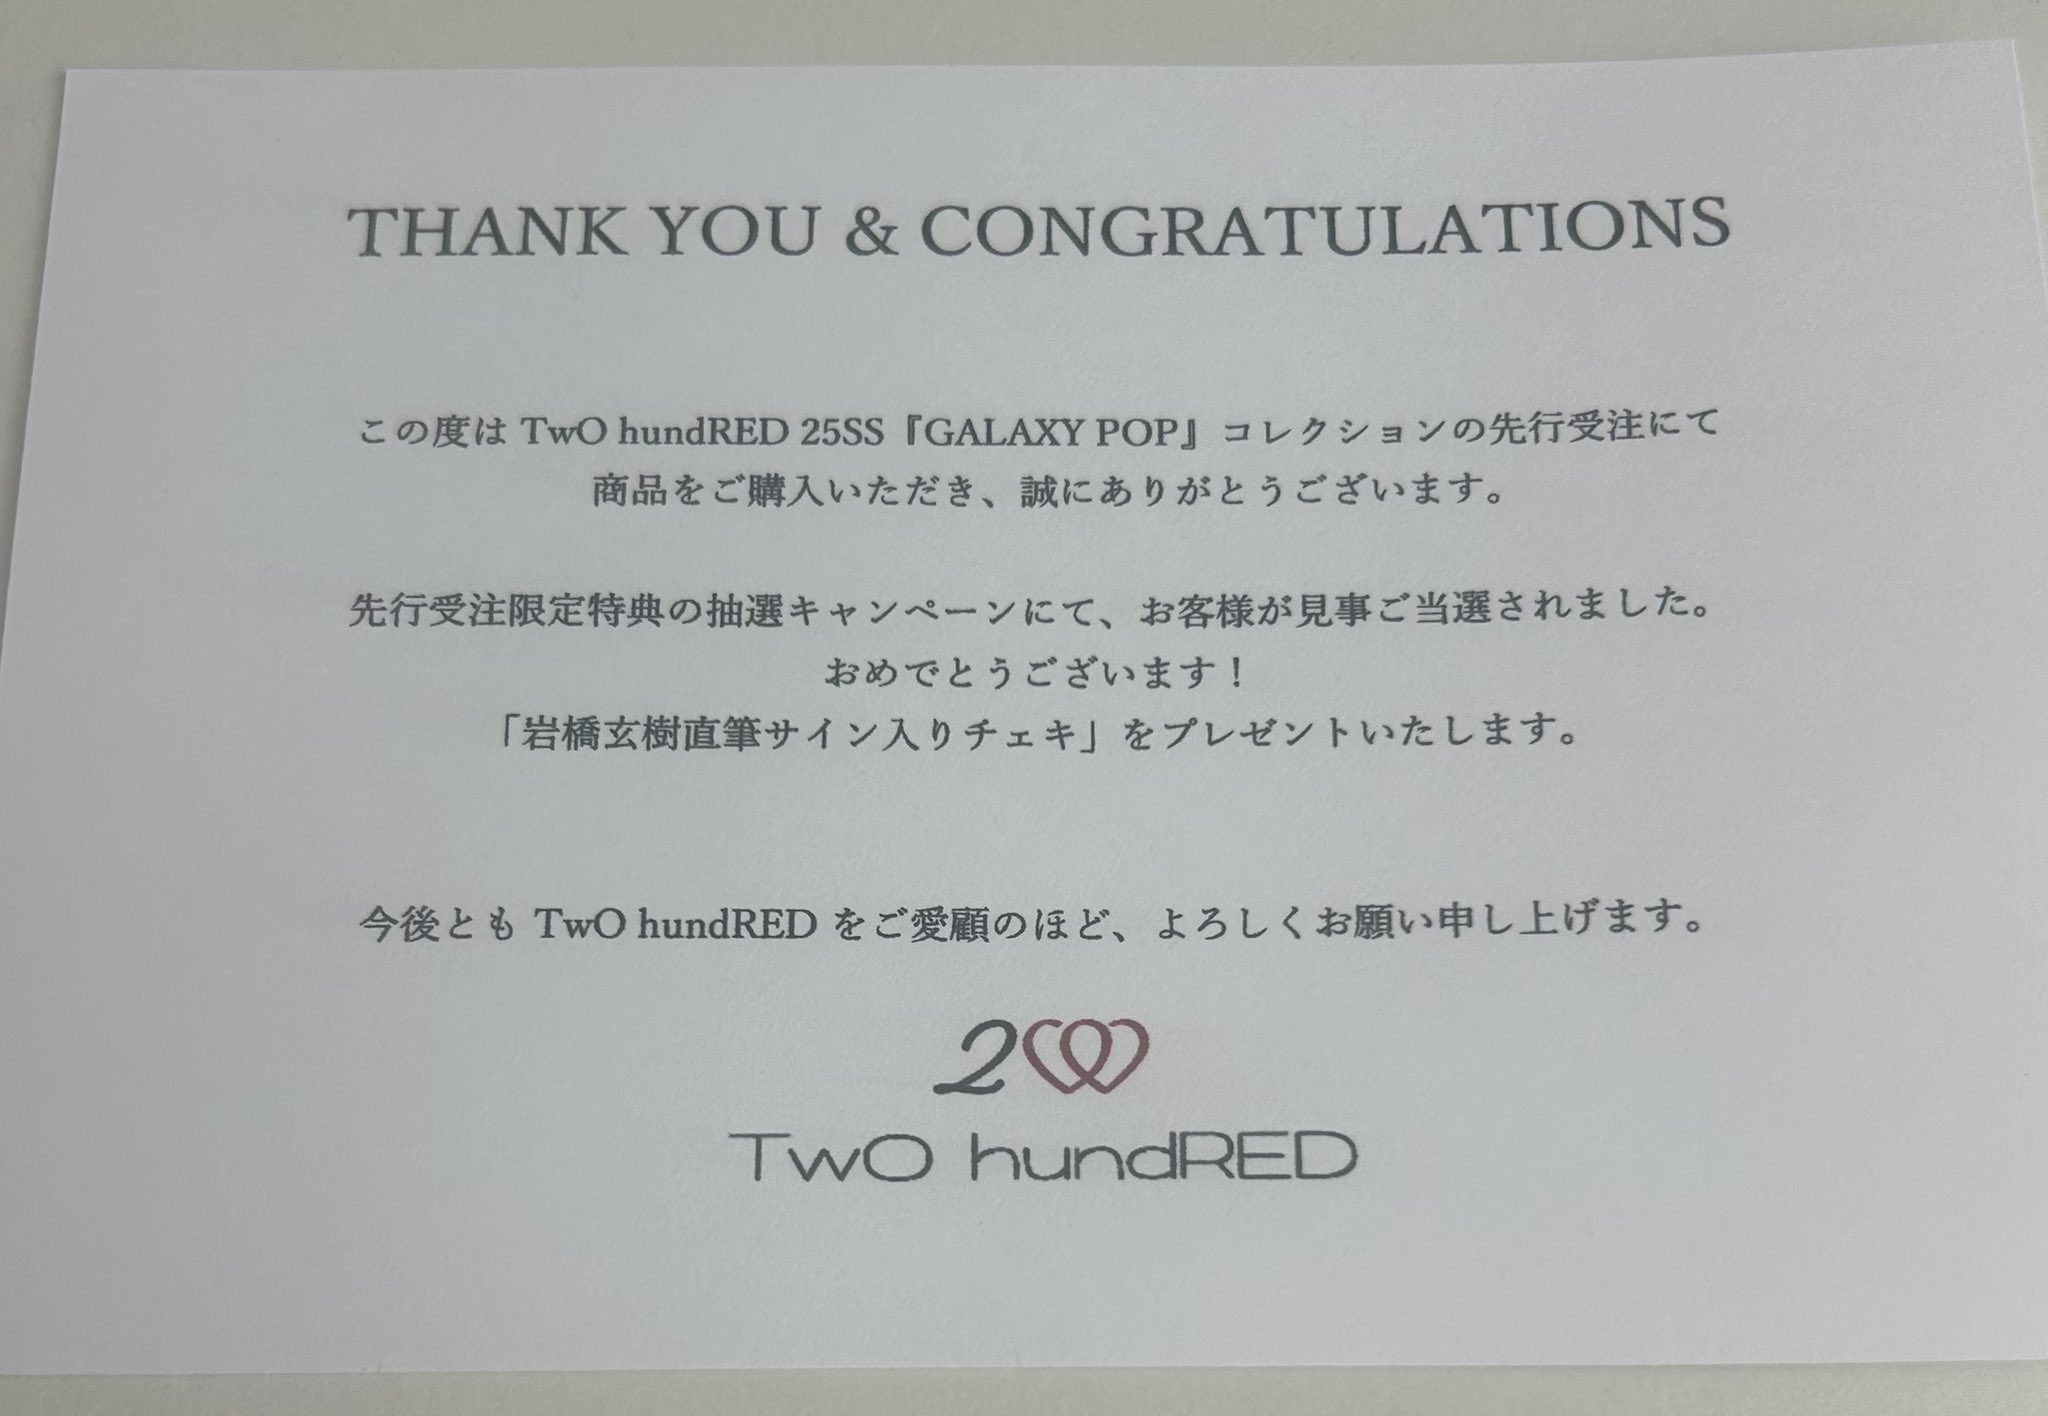 THANK YOU & CONGRATULATIONS
この度は TwO hundRED 25SS『GALAXY POP』コレクションの先行受注にて
商品をご購入いただき、誠にありがとうございます。
先行受注限定特典の抽選キャンペーンにて、お客様が見事ご当選されました。
おめでとうございます！
「岩橋玄樹直筆サイン入りチェキ」をプレゼントいたします。
今後とも TwO hundRED をご愛顧のほど、よろしくお願い申し上げます。
200
TwO hundRED